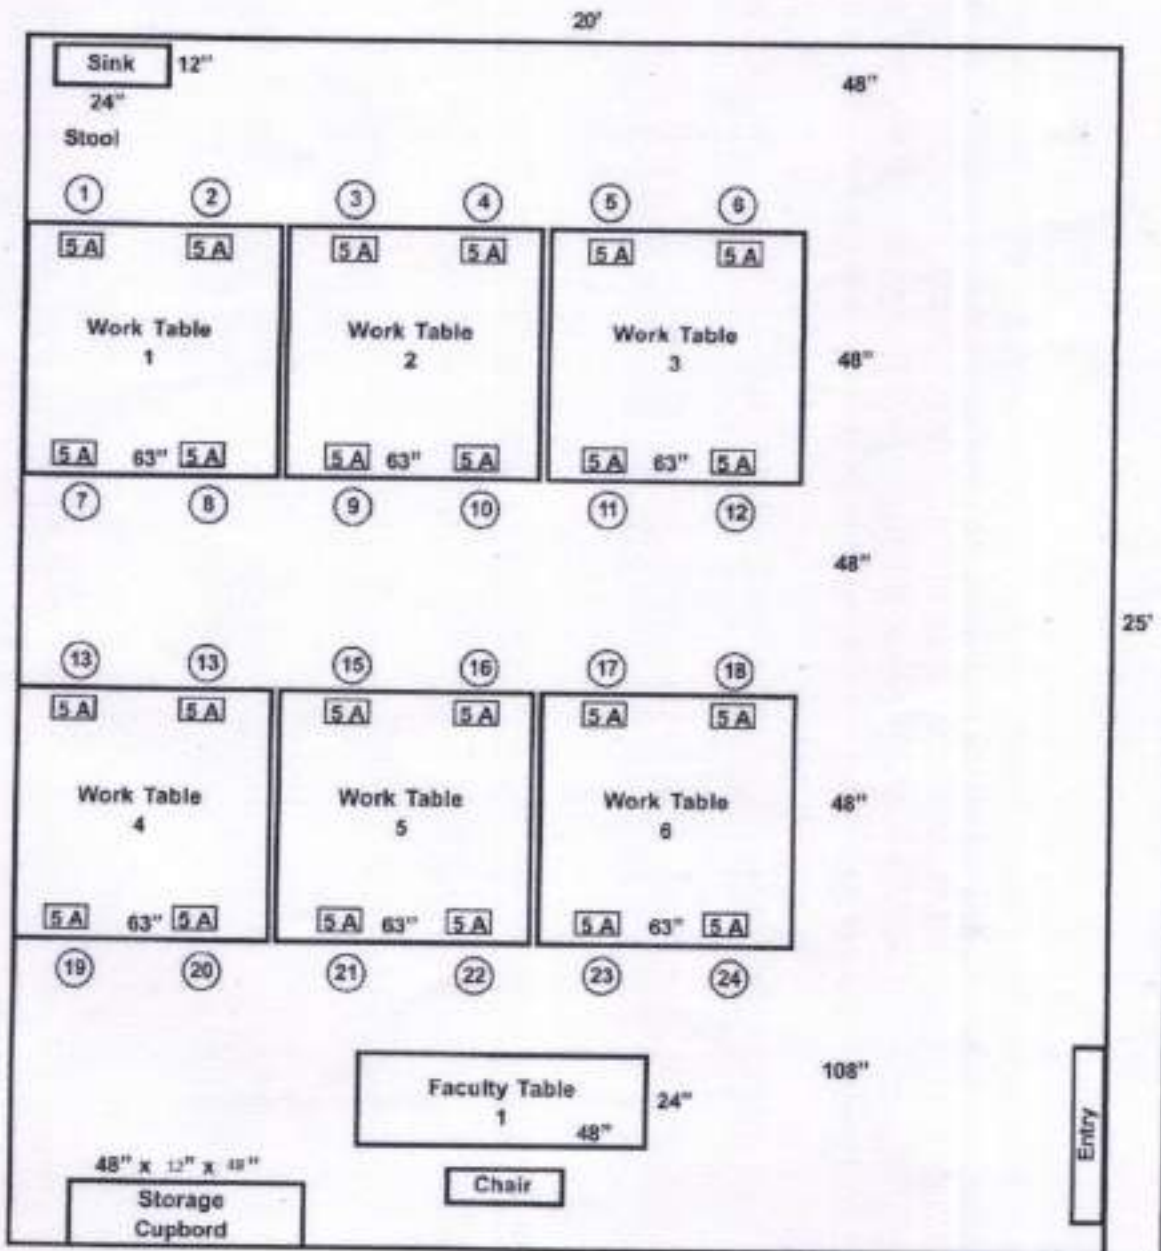 20'
Sink 12"
24"
48"
Stool
1 2 3 4 5 6
5 A 5 A 5 A 5 A 5 A 5 A
Work Table
1
Work Table
2
Work Table
3
48"
5 A 63" 5 A 5 A 63" 5 A 5 A 63" 5 A
7 8 9 10 11 12
48"
25'
13 13 15 16 17 18
5 A 5 A 5 A 5 A 5 A 5 A
Work Table
4
Work Table
5
Work Table
6
48"
5 A 63" 5 A 5 A 63" 5 A 5 A 63" 5 A
19 20 21 22 23 24
108"
Faculty Table
1
48"
24"
Entry
48" x 12" x 48"
Storage
Cupbord
Chair